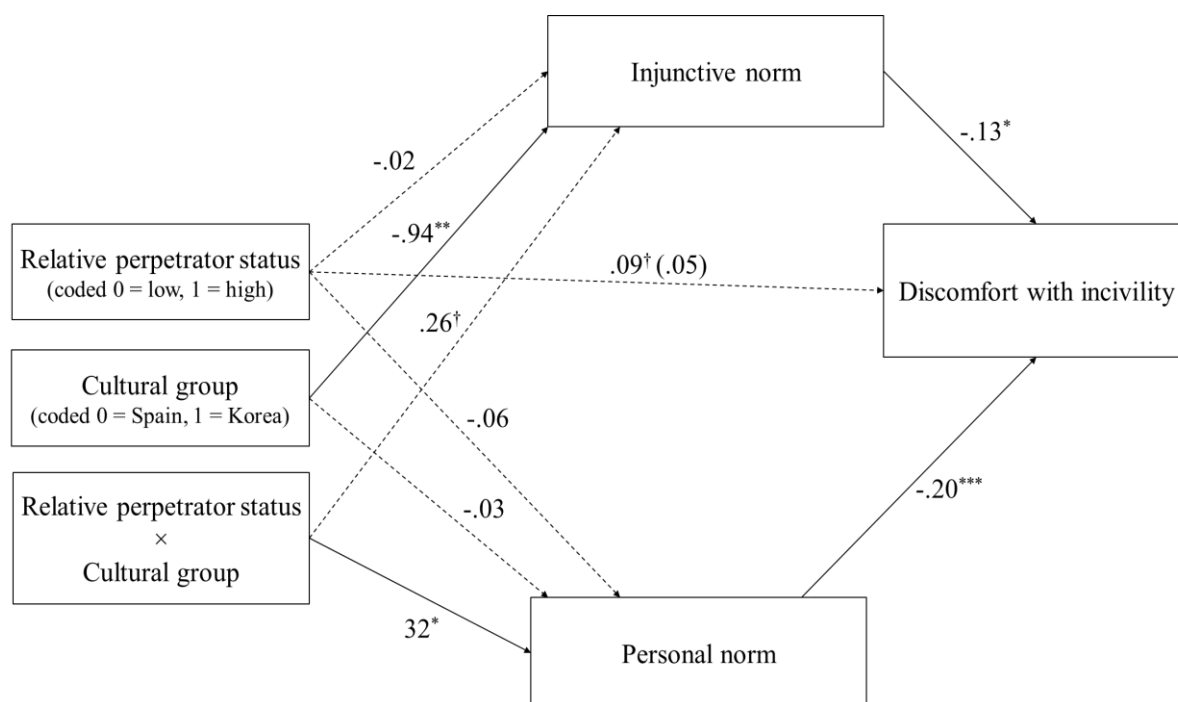 Injunctive norm
-.02
-.13*
-.94**
Relative perpetrator status
(coded 0 = low, 1 = high)
.09† (.05)
Discomfort with incivility
.26†
Cultural group
(coded 0 = Spain, 1 = Korea)
-.06
-.03
-.20***
Relative perpetrator status
×
Cultural group
32*
Personal norm